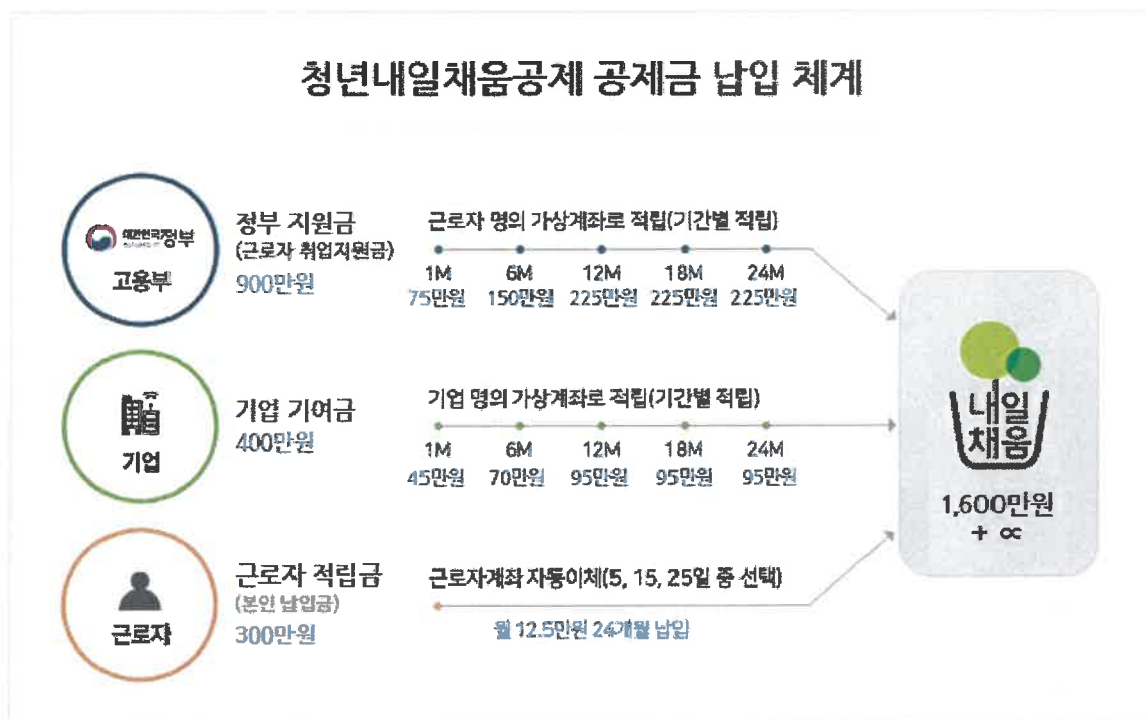 청년내일채움공제 공제금 납입 체계
대한민국정부
고용부
정부 지원금
(근로자 취업지원금)
900만원
근로자 명의 가상계좌로 적립(기간별 적립)
1M 6M 12M 18M 24M
75만원 150만원 225만원 225만원 225만원
기업
기업 기여금
400만원
기업 명의 가상계좌로 적립(기간별 적립)
1M 6M 12M 18M 24M
45만원 70만원 95만원 95만원 95만원
근로자
근로자 적립금
(본인 납입금)
300만원
근로자계좌 자동이체(5, 15, 25일 중 선택)
월 12.5만원 24개월 납입
내일
채움
1,600만원
+ ∝